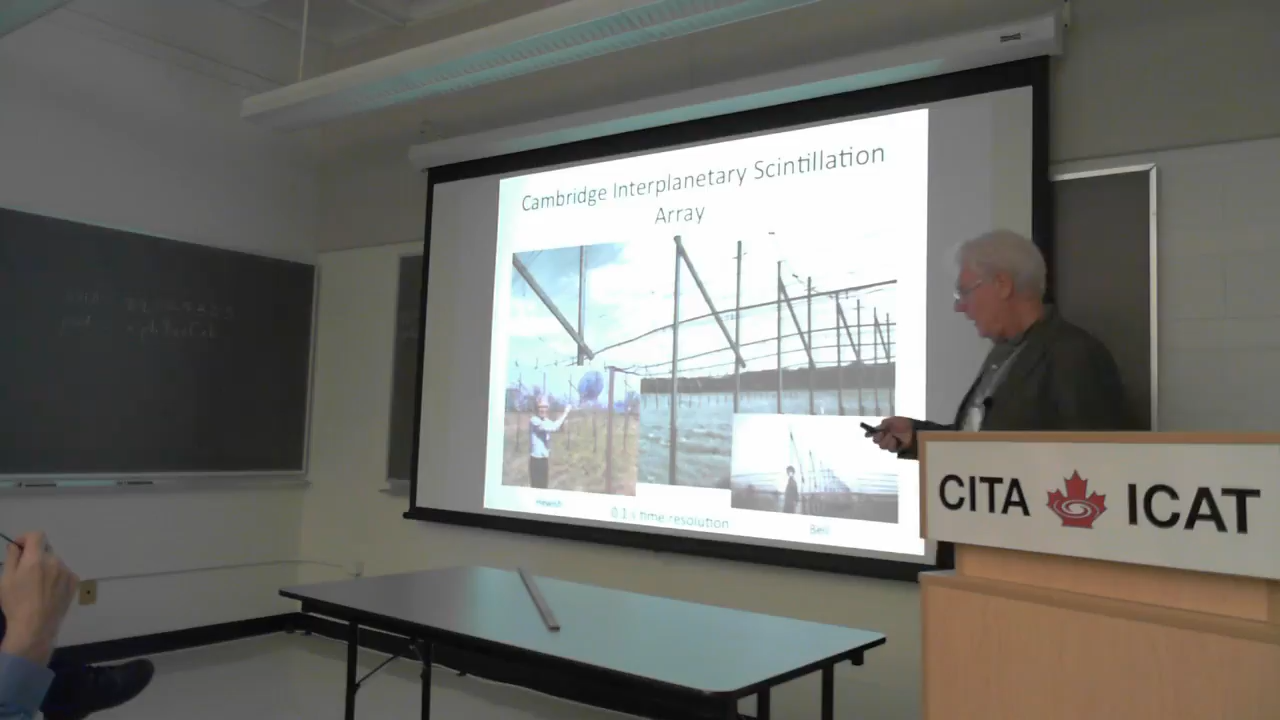 Cambridge Interplanetary Scintillation
Array
Hewish
0.1 s time resolution
Bell
CITA ICAT